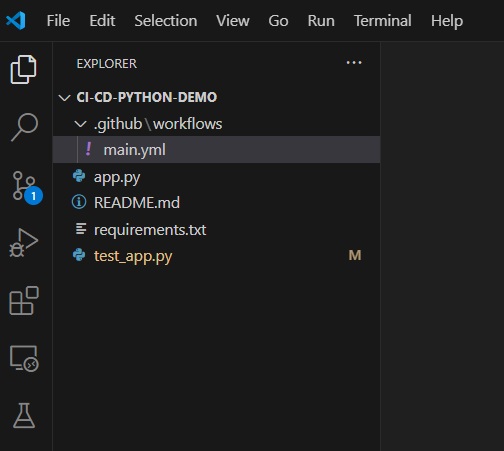 File Edit Selection View Go Run Terminal Help
EXPLORER ...
CI-CD-PYTHON-DEMO
.github\workflows
! main.yml
app.py
README.md
requirements.txt
test_app.py M
1